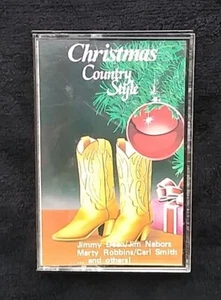 Christmas
Country
Style
Jimmy Dean/Jim Nabors
Marty Robbins/Carl Smith
and others!